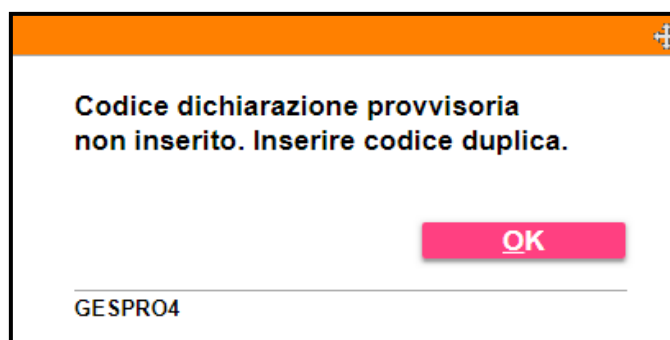 Codice dichiarazione provvisoria
non inserito. Inserire codice duplica.
OK
GESPRO4